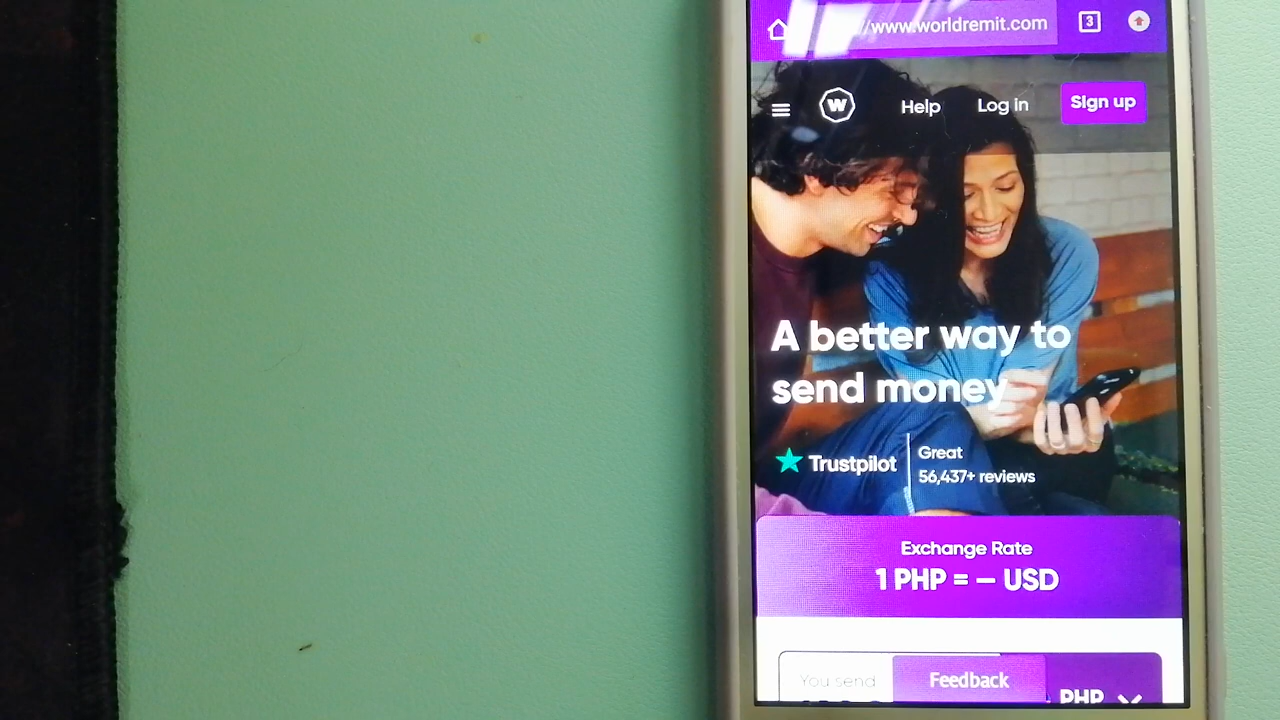 /www.worldremit.com
3
W
Help
Log in
Sign up
A better way to
send money
Trustpilot
Great
56,437+ reviews
Exchange Rate
1 PHP = — USD
You send
Feedback
PHP